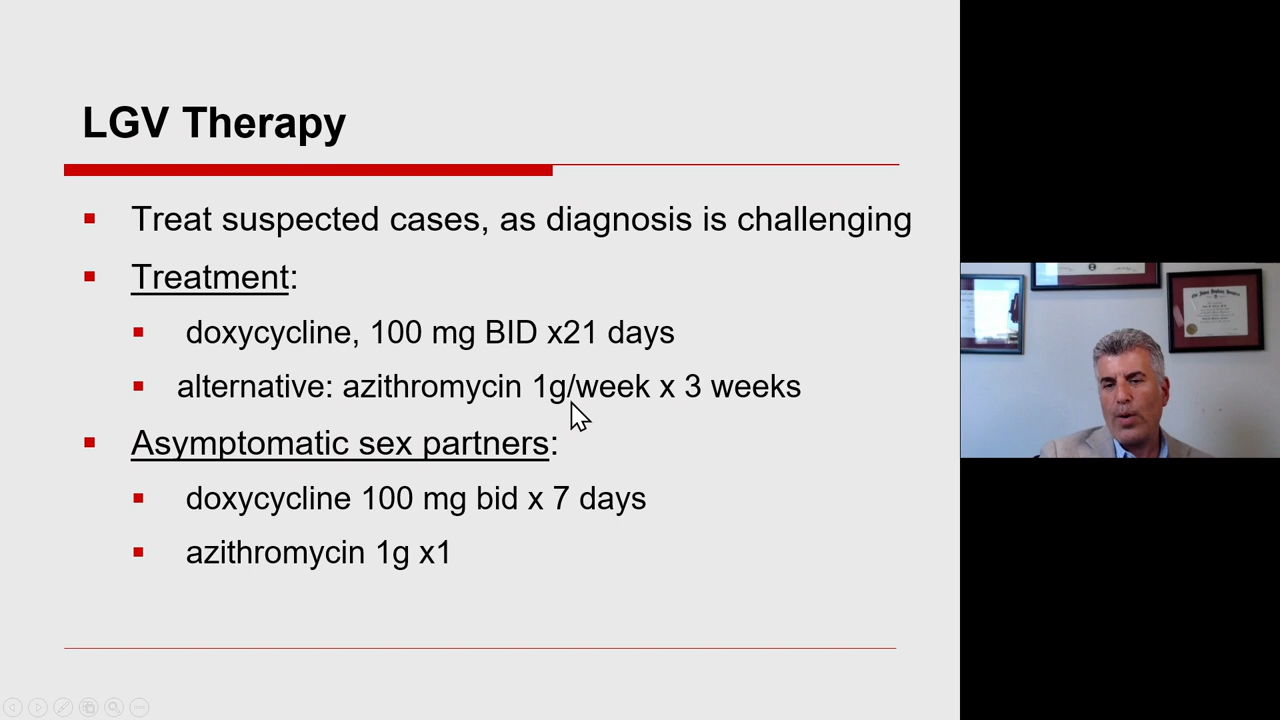 LGV Therapy
Treat suspected cases, as diagnosis is challenging
Treatment:
doxycycline, 100 mg BID x21 days
alternative: azithromycin 1g/week x 3 weeks
Asymptomatic sex partners:
doxycycline 100 mg bid x 7 days
azithromycin 1g x1